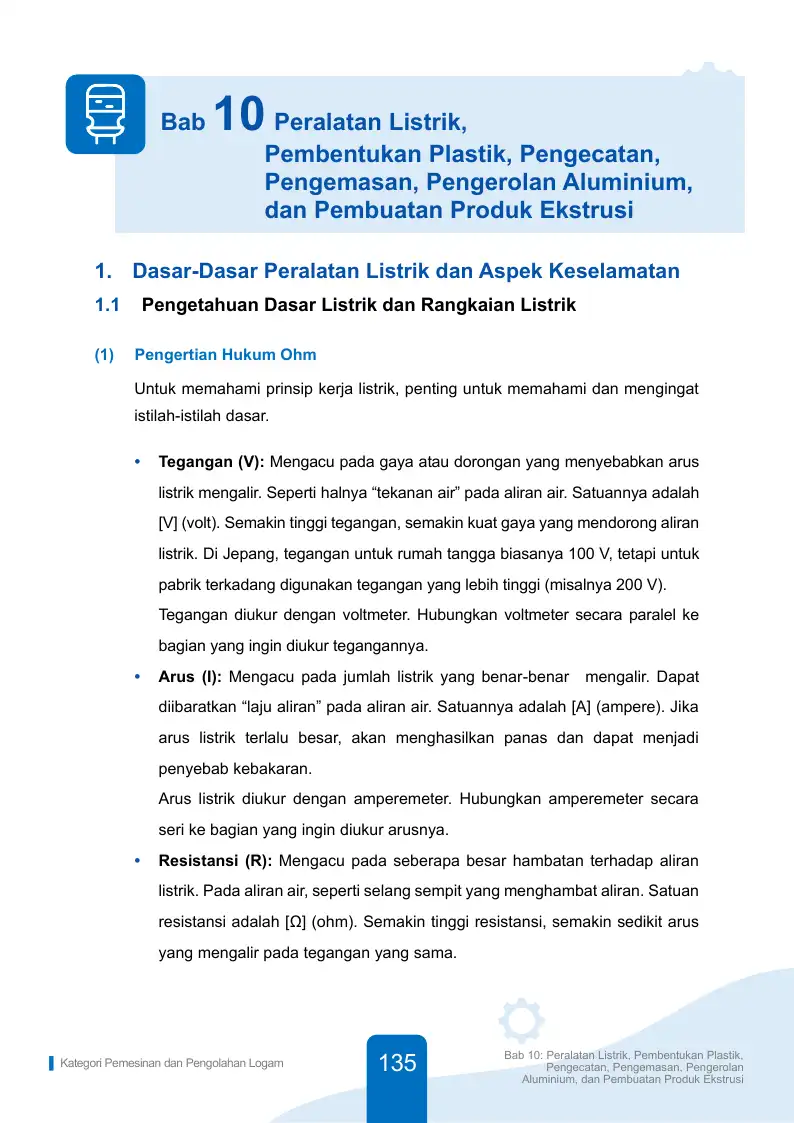 Bab 10 Peralatan Listrik,
Pembentukan Plastik, Pengecatan,
Pengemasan, Pengerolan Aluminium,
dan Pembuatan Produk Ekstrusi
1. Dasar-Dasar Peralatan Listrik dan Aspek Keselamatan
1.1 Pengetahuan Dasar Listrik dan Rangkaian Listrik
(1) Pengertian Hukum Ohm
Untuk memahami prinsip kerja listrik, penting untuk memahami dan mengingat
istilah-istilah dasar.
• Tegangan (V): Mengacu pada gaya atau dorongan yang menyebabkan arus
listrik mengalir. Seperti halnya “tekanan air” pada aliran air. Satuannya adalah
[V] (volt). Semakin tinggi tegangan, semakin kuat gaya yang mendorong aliran
listrik. Di Jepang, tegangan untuk rumah tangga biasanya 100 V, tetapi untuk
pabrik terkadang digunakan tegangan yang lebih tinggi (misalnya 200 V).
Tegangan diukur dengan voltmeter. Hubungkan voltmeter secara paralel ke
bagian yang ingin diukur tegangannya.
• Arus (I): Mengacu pada jumlah listrik yang benar-benar mengalir. Dapat
diibaratkan “laju aliran” pada aliran air. Satuannya adalah [A] (ampere). Jika
arus listrik terlalu besar, akan menghasilkan panas dan dapat menjadi
penyebab kebakaran.
Arus listrik diukur dengan amperemeter. Hubungkan amperemeter secara
seri ke bagian yang ingin diukur arusnya.
• Resistansi (R): Mengacu pada seberapa besar hambatan terhadap aliran
listrik. Pada aliran air, seperti selang sempit yang menghambat aliran. Satuan
resistansi adalah [Ω] (ohm). Semakin tinggi resistansi, semakin sedikit arus
yang mengalir pada tegangan yang sama.
Kategori Pemesinan dan Pengolahan Logam
135
Bab 10: Peralatan Listrik, Pembentukan Plastik,
Pengecatan, Pengemasan, Pengerolan
Aluminium, dan Pembuatan Produk Ekstrusi